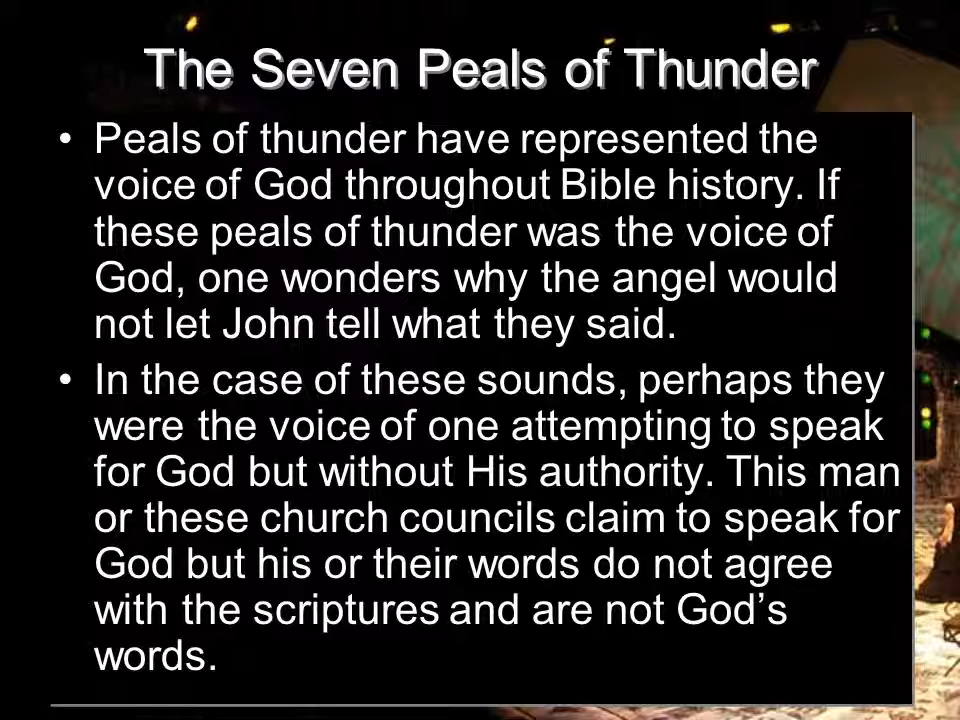 The Seven Peals of Thunder
• Peals of thunder have represented the
voice of God throughout Bible history. If
these peals of thunder was the voice of
God, one wonders why the angel would
not let John tell what they said.
• In the case of these sounds, perhaps they
were the voice of one attempting to speak
for God but without His authority. This man
or these church councils claim to speak for
God but his or their words do not agree
with the scriptures and are not God’s
words.